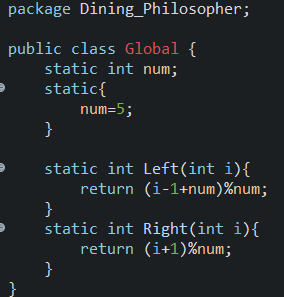 package Dining_Philosopher;
public class Global {
static int num;
static{
num=5;
}
static int Left(int i){
return (i-1+num)%num;
}
static int Right(int i){
return (i+1)%num;
}
}